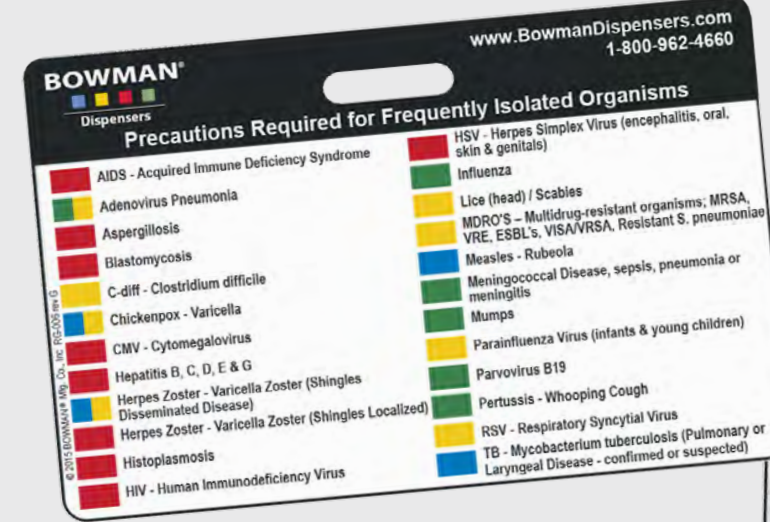 www.BowmanDispensers.com
1-800-962-4660
BOWMAN®
Dispensers
Precautions Required for Frequently Isolated Organisms
AIDS - Acquired Immune Deficiency Syndrome
Adenovirus Pneumonia
Aspergillosis
Blastomycosis
C-diff - Clostridium difficile
Chickenpox - Varicella
CMV - Cytomegalovirus
Hepatitis B, C, D, E & G
Herpes Zoster - Varicella Zoster (Shingles
Disseminated Disease)
Herpes Zoster - Varicella Zoster (Shingles Localized)
Histoplasmosis
HIV - Human Immunodeficiency Virus
HSV - Herpes Simplex Virus (encephalitis, oral,
skin & genitals)
Influenza
Lice (head) / Scabies
MDRO'S – Multidrug-resistant organisms; MRSA,
VRE, ESBL's, VISA/VRSA, Resistant S. pneumoniae
Measles - Rubeola
Meningococcal Disease, sepsis, pneumonia or
meningitis
Mumps
Parainfluenza Virus (infants & young children)
Parvovirus B19
Pertussis - Whooping Cough
RSV - Respiratory Syncytial Virus
TB - Mycobacterium tuberculosis (Pulmonary or
Laryngeal Disease - confirmed or suspected)
© 2015 BOWMAN® Mfg. Co., Inc. RG-006 rev G